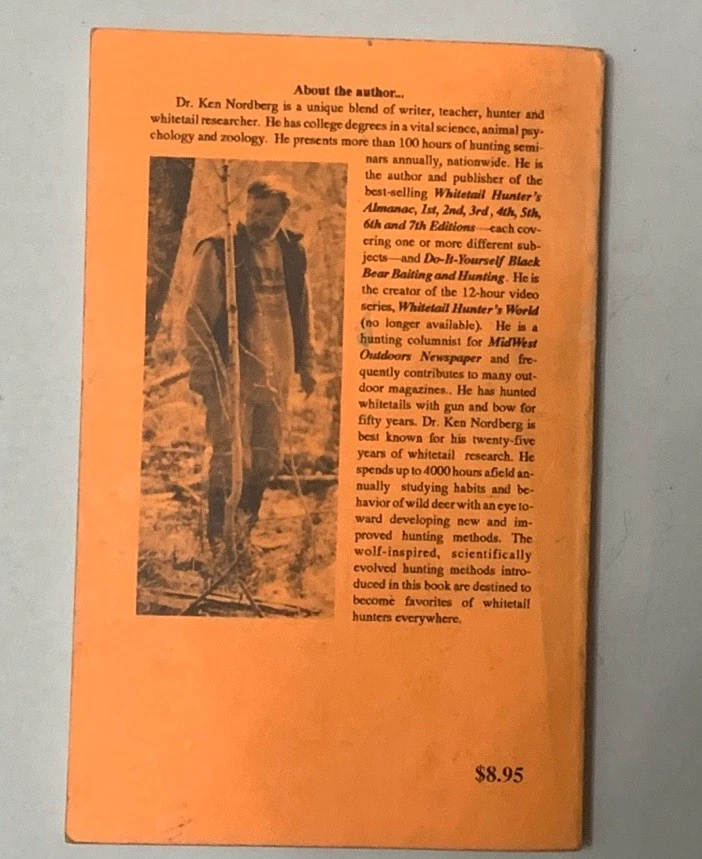 About the author...
Dr. Ken Nordberg is a unique blend of writer, teacher, hunter and
whitetail researcher. He has college degrees in a vital science, animal psy-
chology and zoology. He presents more than 100 hours of hunting semi-
nars annually, nationwide. He is
the author and publisher of the
best-selling Whitetail Hunter's
Almanac, 1st, 2nd, 3rd, 4th, 5th,
6th and 7th Editions—each cov-
ering one or more different sub-
jects—and Do-It-Yourself Black
Bear Baiting and Hunting. He is
the creator of the 12-hour video
series, Whitetail Hunter's World
(no longer available). He is a
hunting columnist for MidWest
Outdoors Newspaper and fre-
quently contributes to many out-
door magazines.. He has hunted
whitetails with gun and bow for
fifty years. Dr. Ken Nordberg is
best known for his twenty-five
years of whitetail research. He
spends up to 4000 hours afield an-
nually studying habits and be-
havior of wild deer with an eye to-
ward developing new and im-
proved hunting methods. The
wolf-inspired, scientifically
evolved hunting methods intro-
duced in this book are destined to
become favorites of whitetail
hunters everywhere.
$8.95